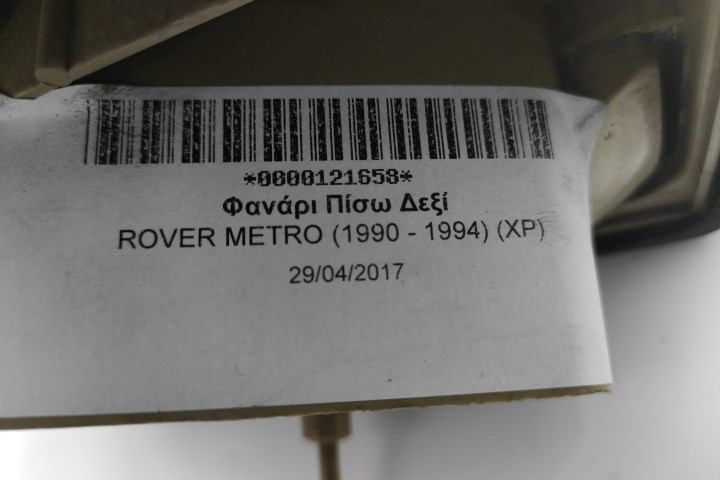 *0000121658*
Φανάρι Πίσω Δεξί
ROVER METRO (1990 - 1994) (XP)
29/04/2017